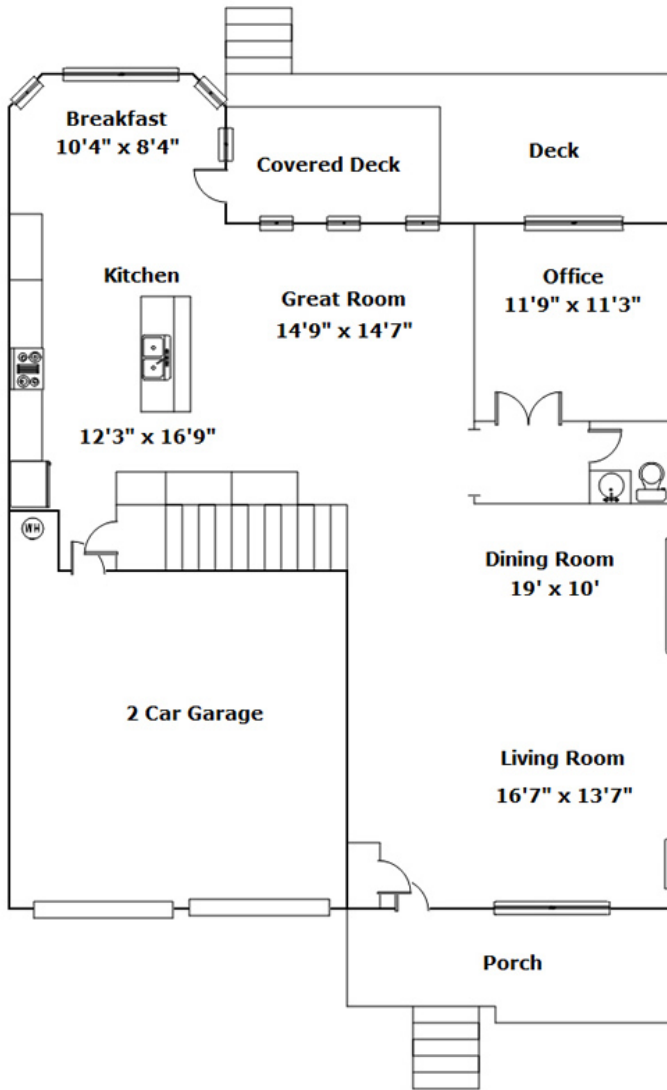 Breakfast
10'4" x 8'4"
Covered Deck
Deck
Kitchen
Great Room
14'9" x 14'7"
Office
11'9" x 11'3"
12'3" x 16'9"
WH
Dining Room
19' x 10'
2 Car Garage
Living Room
16'7" x 13'7"
Porch